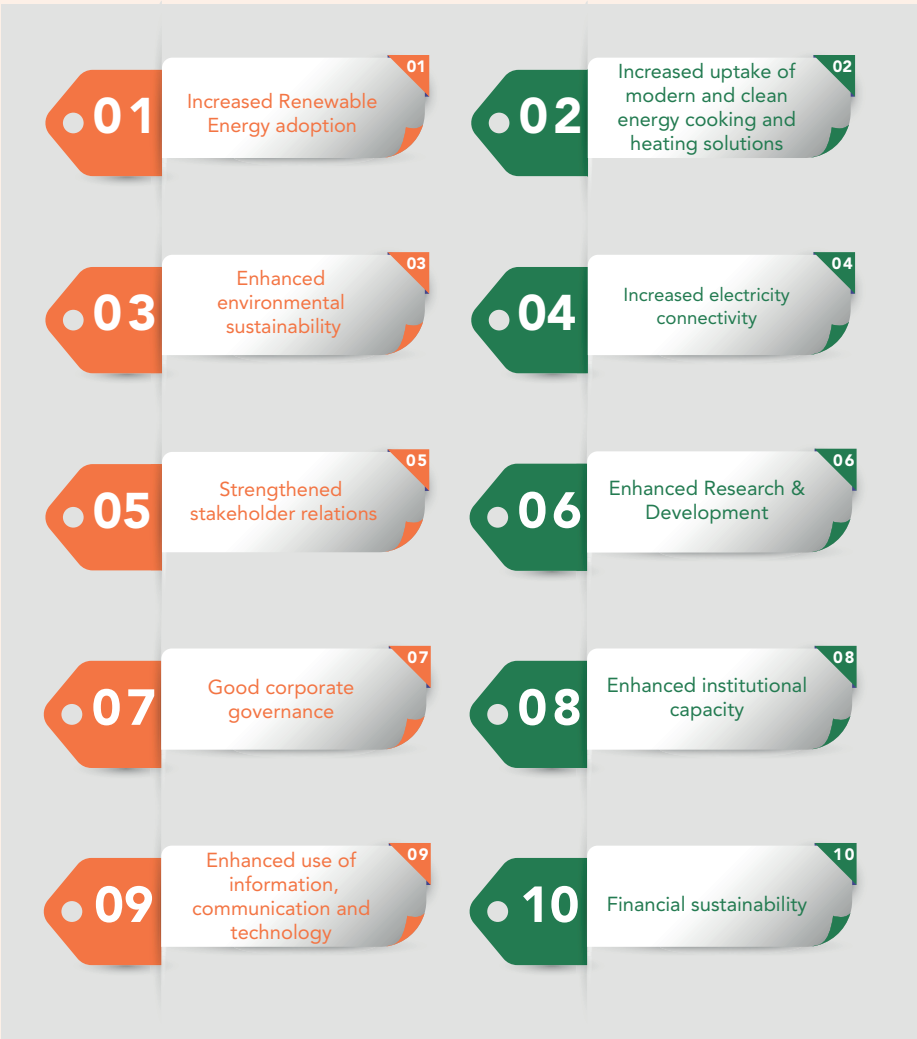 01
01
Increased Renewable
Energy adoption
02
02
Increased uptake of
modern and clean
energy cooking and
heating solutions
03
03
Enhanced
environmental
sustainability
04
04
Increased electricity
connectivity
05
05
Strengthened
stakeholder relations
06
06
Enhanced Research &
Development
07
07
Good corporate
governance
08
08
Enhanced institutional
capacity
09
09
Enhanced use of
information,
communication and
technology
10
10
Financial sustainability